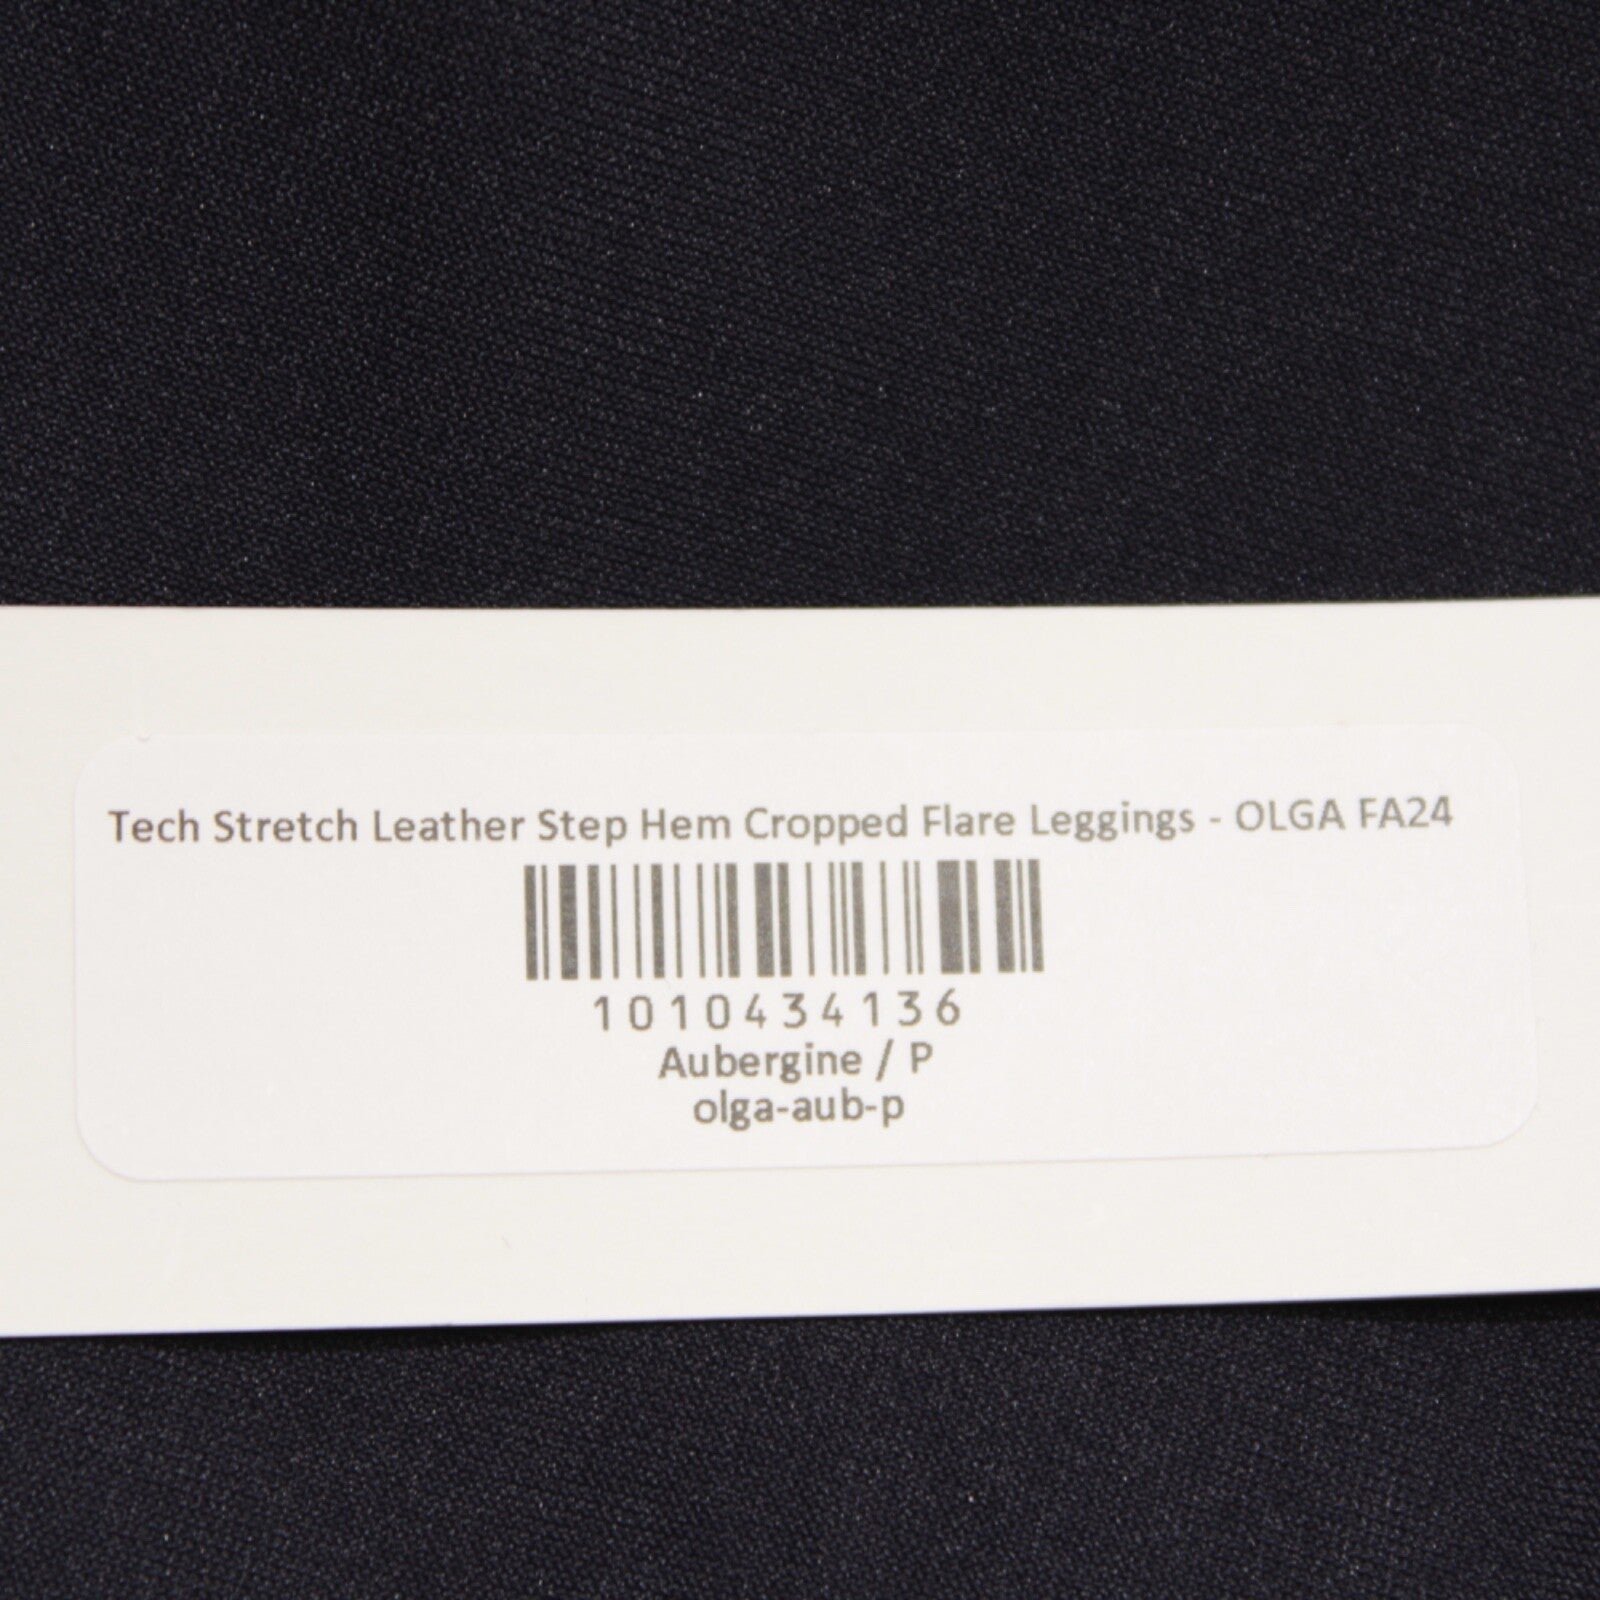 Tech Stretch Leather Step Hem Cropped Flare Leggings - OLGA FA24
1010434136
Aubergine / P
olga-aub-p